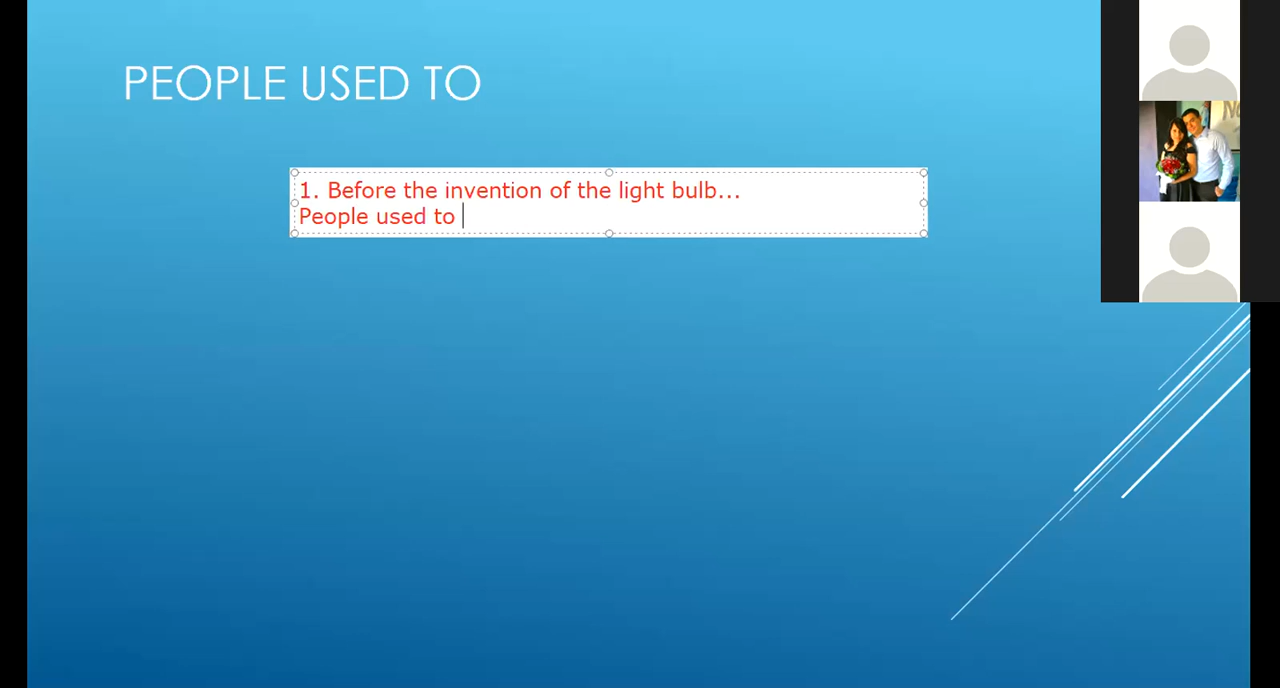 PEOPLE USED TO
1. Before the invention of the light bulb...
People used to